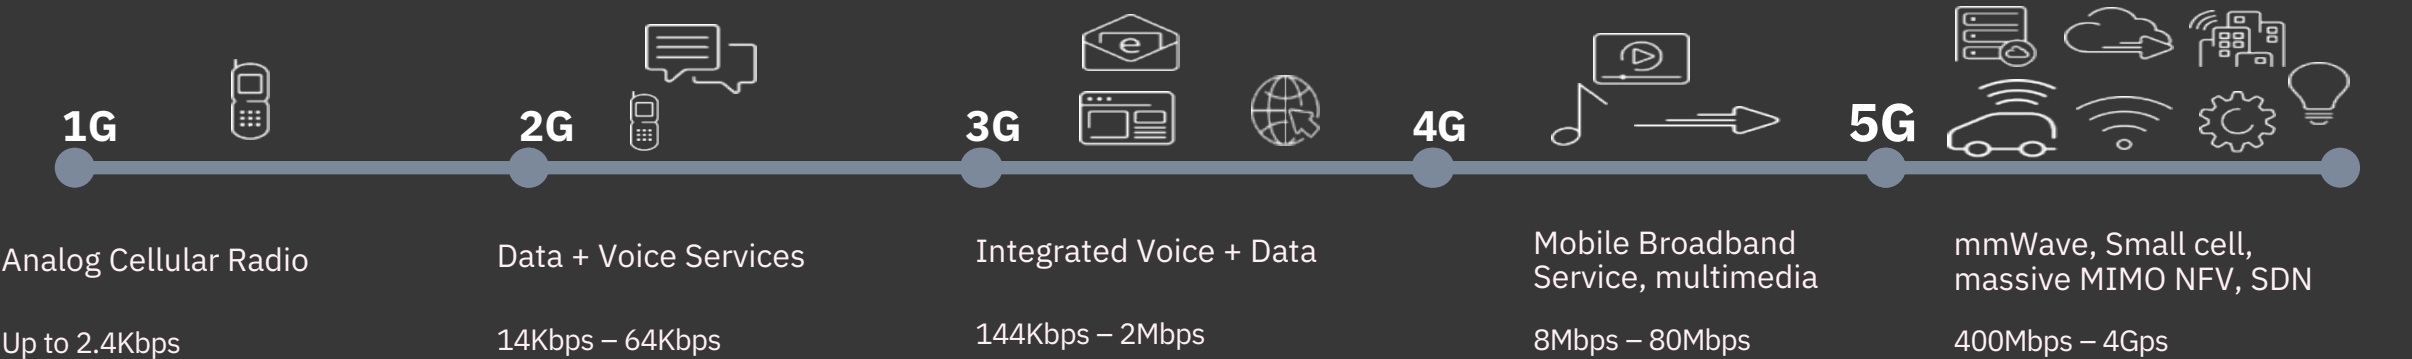 1G
2G
3G
4G
5G
e
Analog Cellular Radio
Up to 2.4Kbps
Data + Voice Services
14Kbps – 64Kbps
Integrated Voice + Data
144Kbps – 2Mbps
Mobile Broadband
Service, multimedia
8Mbps – 80Mbps
mmWave, Small cell,
massive MIMO NFV, SDN
400Mbps – 4Gps